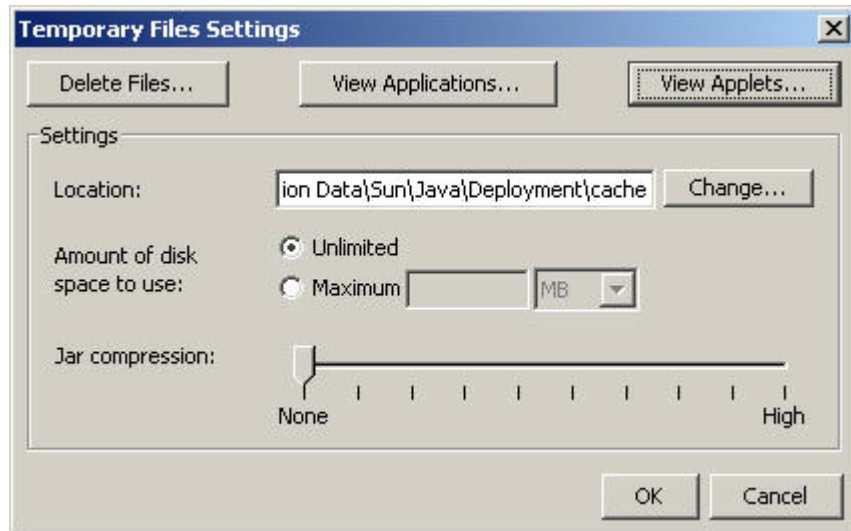 Temporary Files Settings
Delete Files...
View Applications...
View Applets...
Settings
Location:
ion Data\Sun\Java\Deployment\cache
Change...
Amount of disk
space to use:
Unlimited
Maximum
MB
Jar compression:
None
High
OK
Cancel